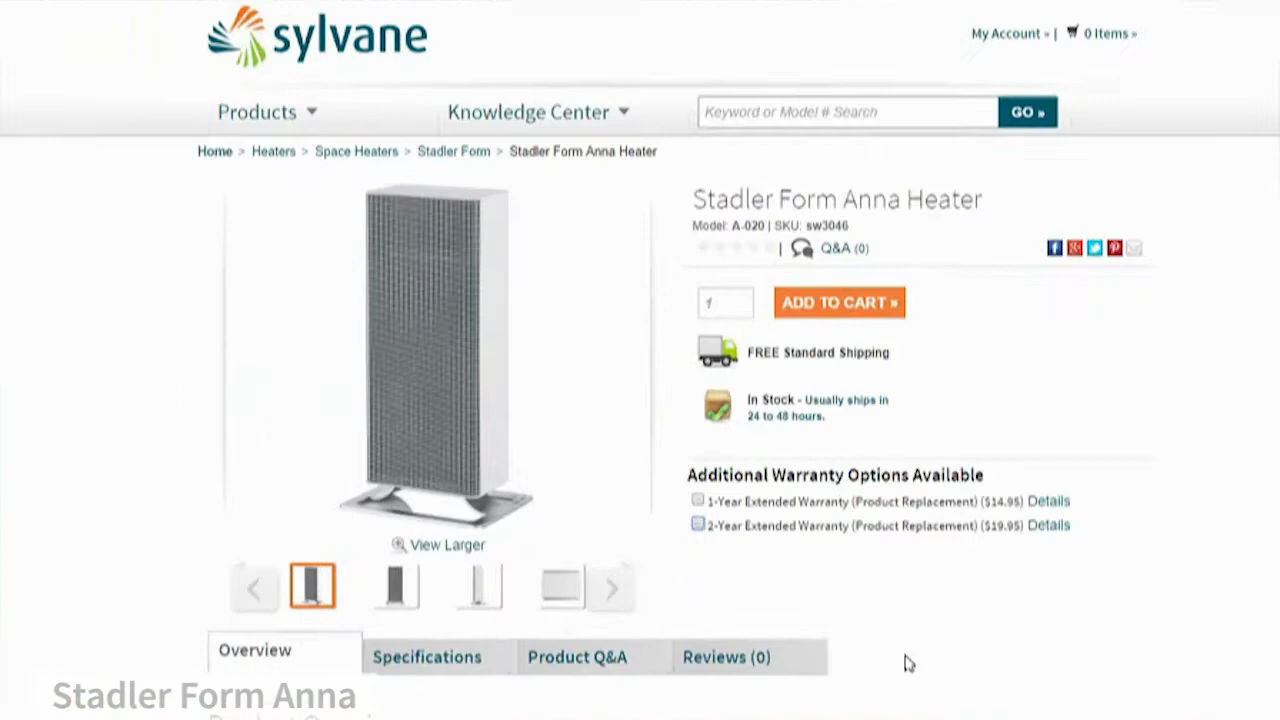 sylvane
My Account » | 0 Items »
Products Knowledge Center Keyword or Model # Search GO »
Home > Heaters > Space Heaters > Stadler Form > Stadler Form Anna Heater
Stadler Form Anna Heater
Model: A-020 | SKU: sw3046
| Q&A (0)
1 ADD TO CART »
FREE Standard Shipping
In Stock - Usually ships in
24 to 48 hours.
Additional Warranty Options Available
1-Year Extended Warranty (Product Replacement) ($14.95) Details
2-Year Extended Warranty (Product Replacement) ($19.95) Details
View Larger
Overview Specifications Product Q&A Reviews (0)
Stadler Form Anna